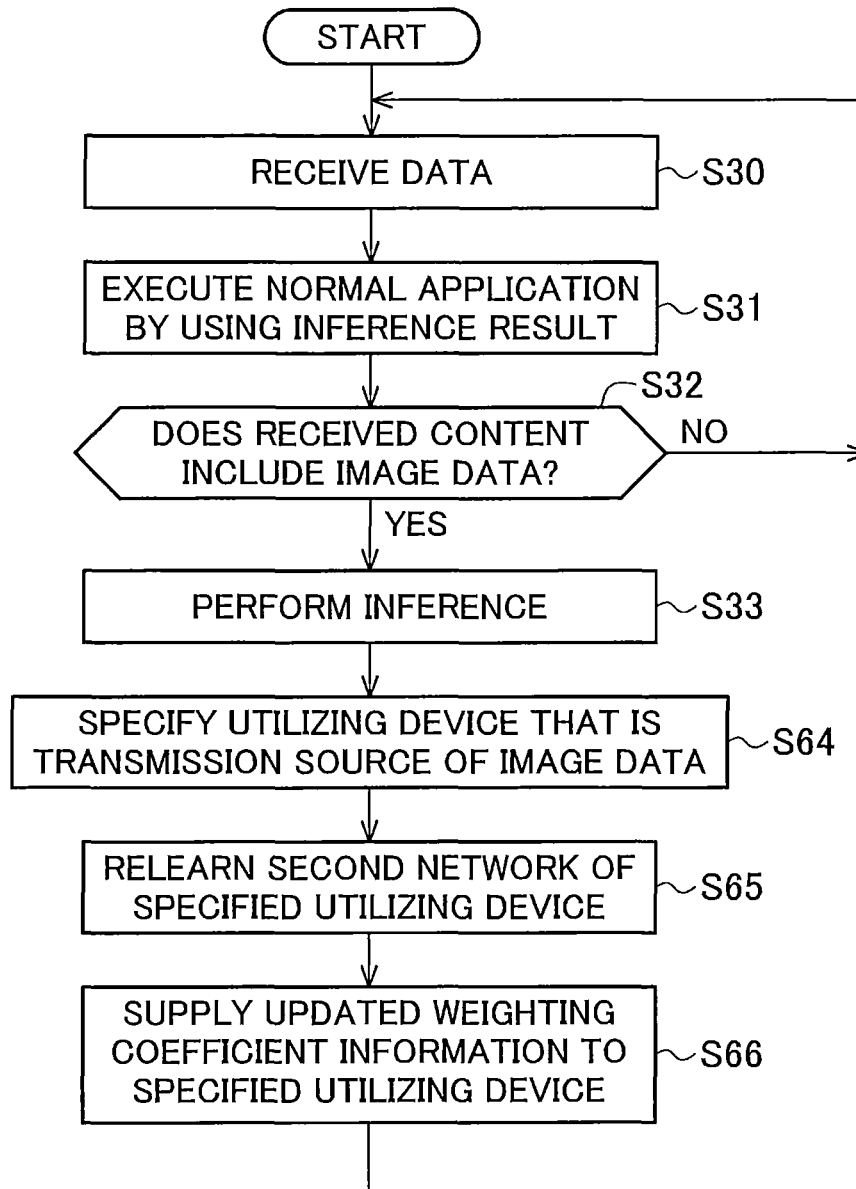 START
RECEIVE DATA
S30
EXECUTE NORMAL APPLICATION
BY USING INFERENCE RESULT
S31
S32
DOES RECEIVED CONTENT
INCLUDE IMAGE DATA?
NO
YES
PERFORM INFERENCE
S33
SPECIFY UTILIZING DEVICE THAT IS
TRANSMISSION SOURCE OF IMAGE DATA
S64
RELEARN SECOND NETWORK OF
SPECIFIED UTILIZING DEVICE
S65
SUPPLY UPDATED WEIGHTING
COEFFICIENT INFORMATION TO
SPECIFIED UTILIZING DEVICE
S66